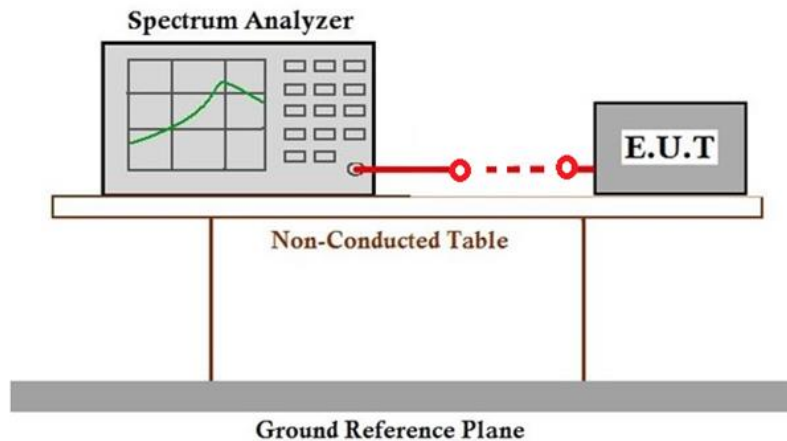 Spectrum Analyzer
E.U.T
Non-Conducted Table
Ground Reference Plane